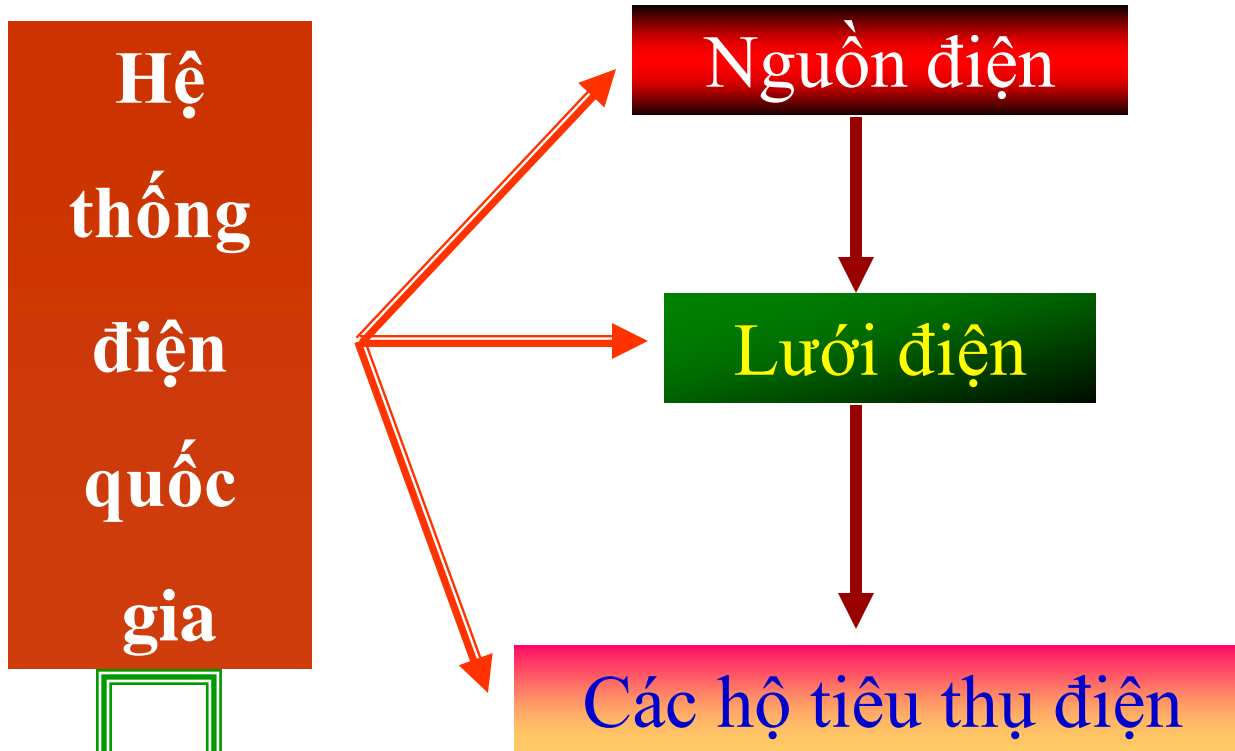 Hệ
thống
điện
quốc
gia
Nguồn điện
Lưới điện
Các hộ tiêu thụ điện